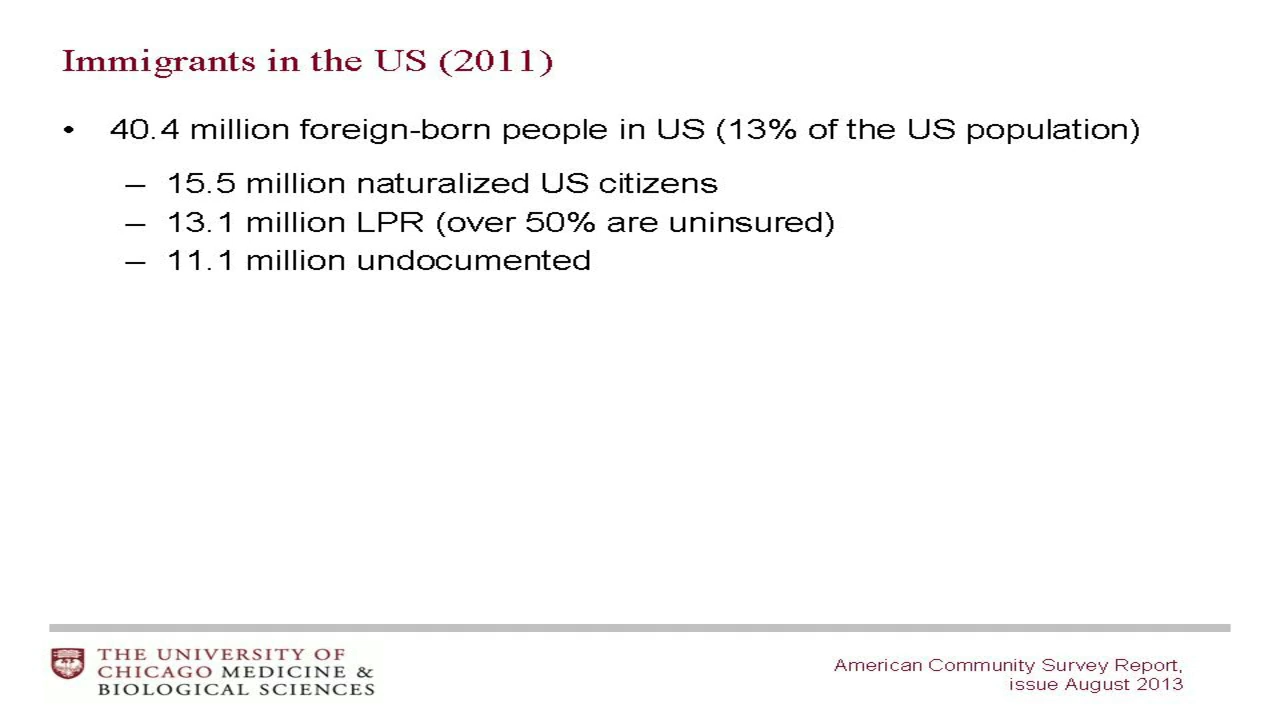 Immigrants in the US (2011)
• 40.4 million foreign-born people in US (13% of the US population)
– 15.5 million naturalized US citizens
– 13.1 million LPR (over 50% are uninsured)
– 11.1 million undocumented
THE UNIVERSITY OF
CHICAGO MEDICINE &
BIOLOGICAL SCIENCES
American Community Survey Report,
issue August 2013